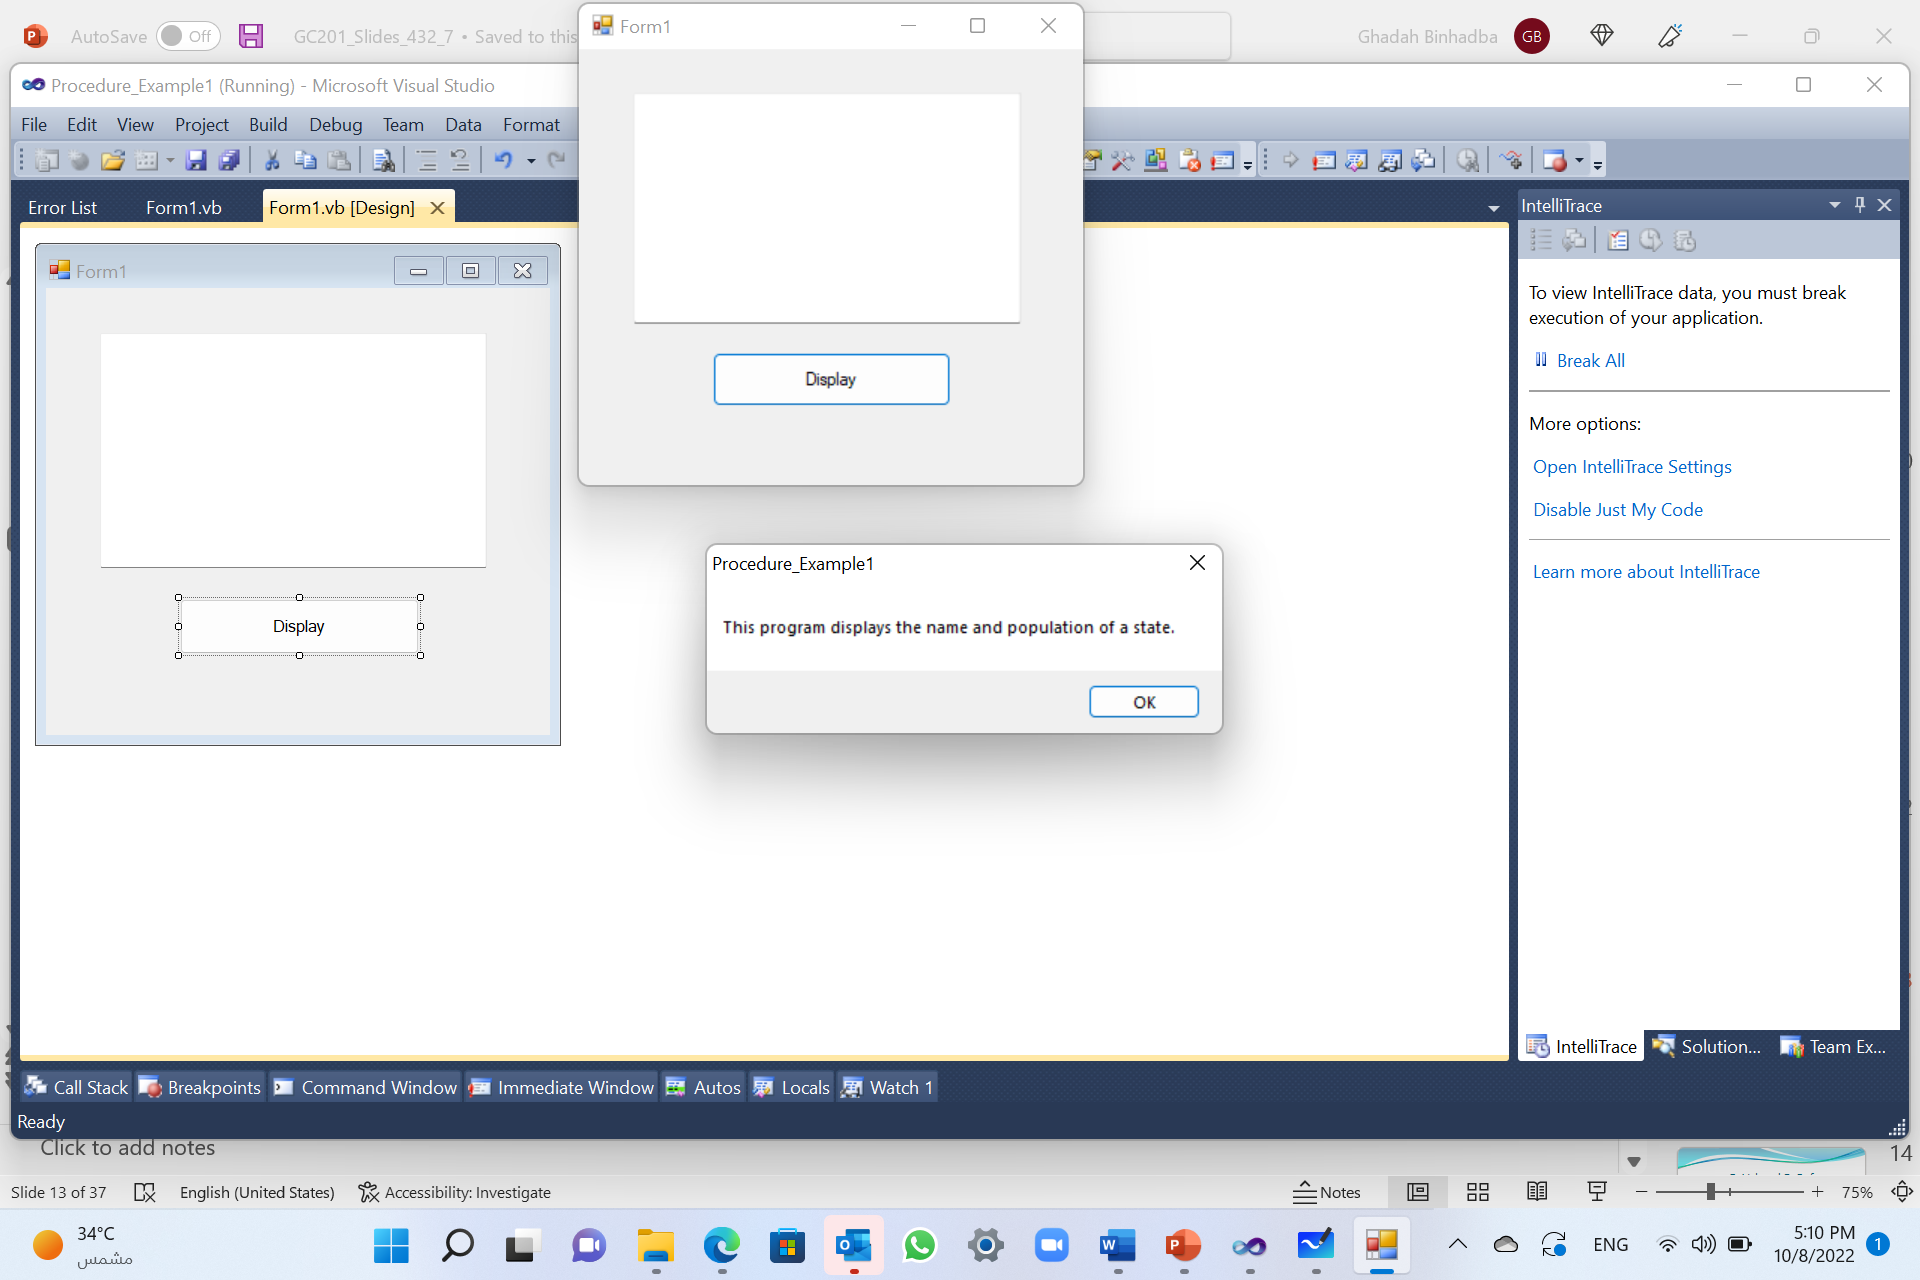 AutoSave Off GC201_Slides_432_7 • Saved to this
Ghadah Binhadba GB
Form1
Procedure_Example1 (Running) - Microsoft Visual Studio
File Edit View Project Build Debug Team Data Format
Error List Form1.vb Form1.vb [Design]
Form1
Display
Display
Procedure_Example1
This program displays the name and population of a state.
OK
IntelliTrace
To view IntelliTrace data, you must break
execution of your application.
Break All
More options:
Open IntelliTrace Settings
Disable Just My Code
Learn more about IntelliTrace
IntelliTrace Solution... Team Ex...
Call Stack Breakpoints Command Window Immediate Window Autos Locals Watch 1
Ready
Click to add notes
14
Slide 13 of 37 English (United States) Accessibility: Investigate Notes 75%
34°C
مشمس
ENG
5:10 PM
10/8/2022
1